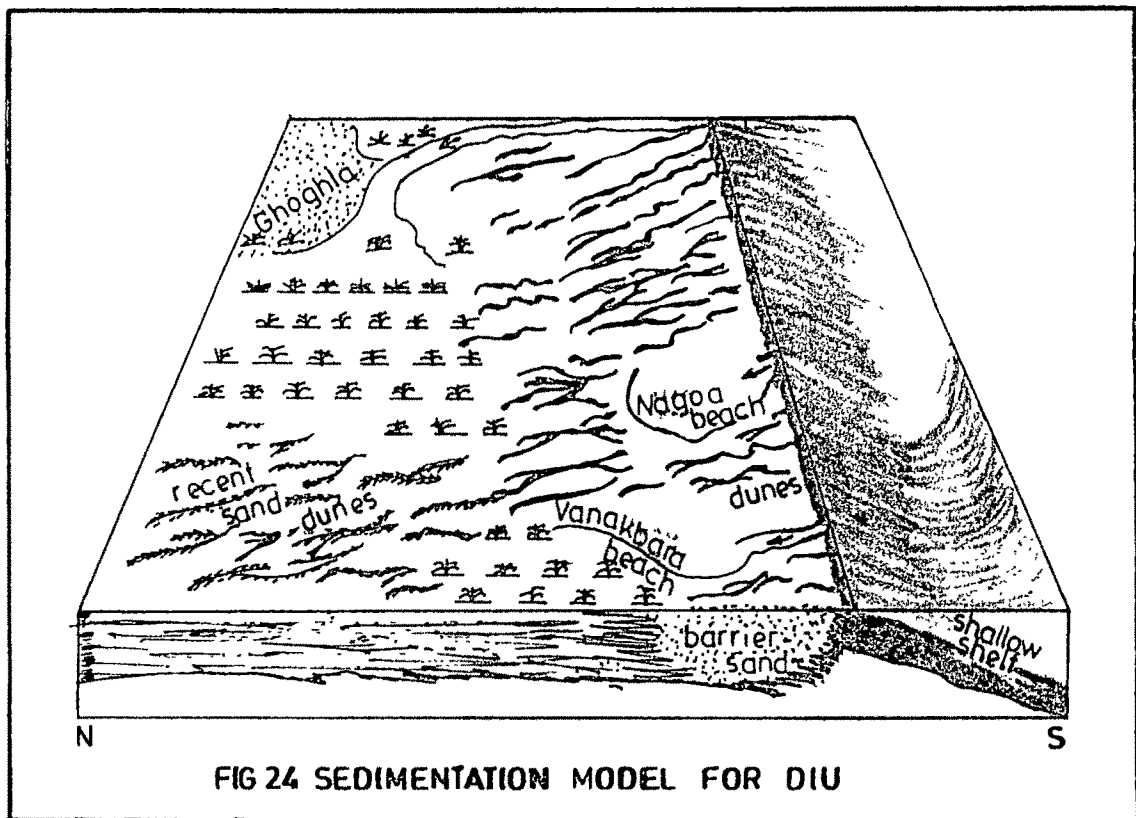 Ghoghla
Nagoa
beach
recent
sand dunes
dunes
Vanakbara
beach
barrier
sand
shallow
shelf
N
S
FIG 24 SEDIMENTATION MODEL FOR DIU